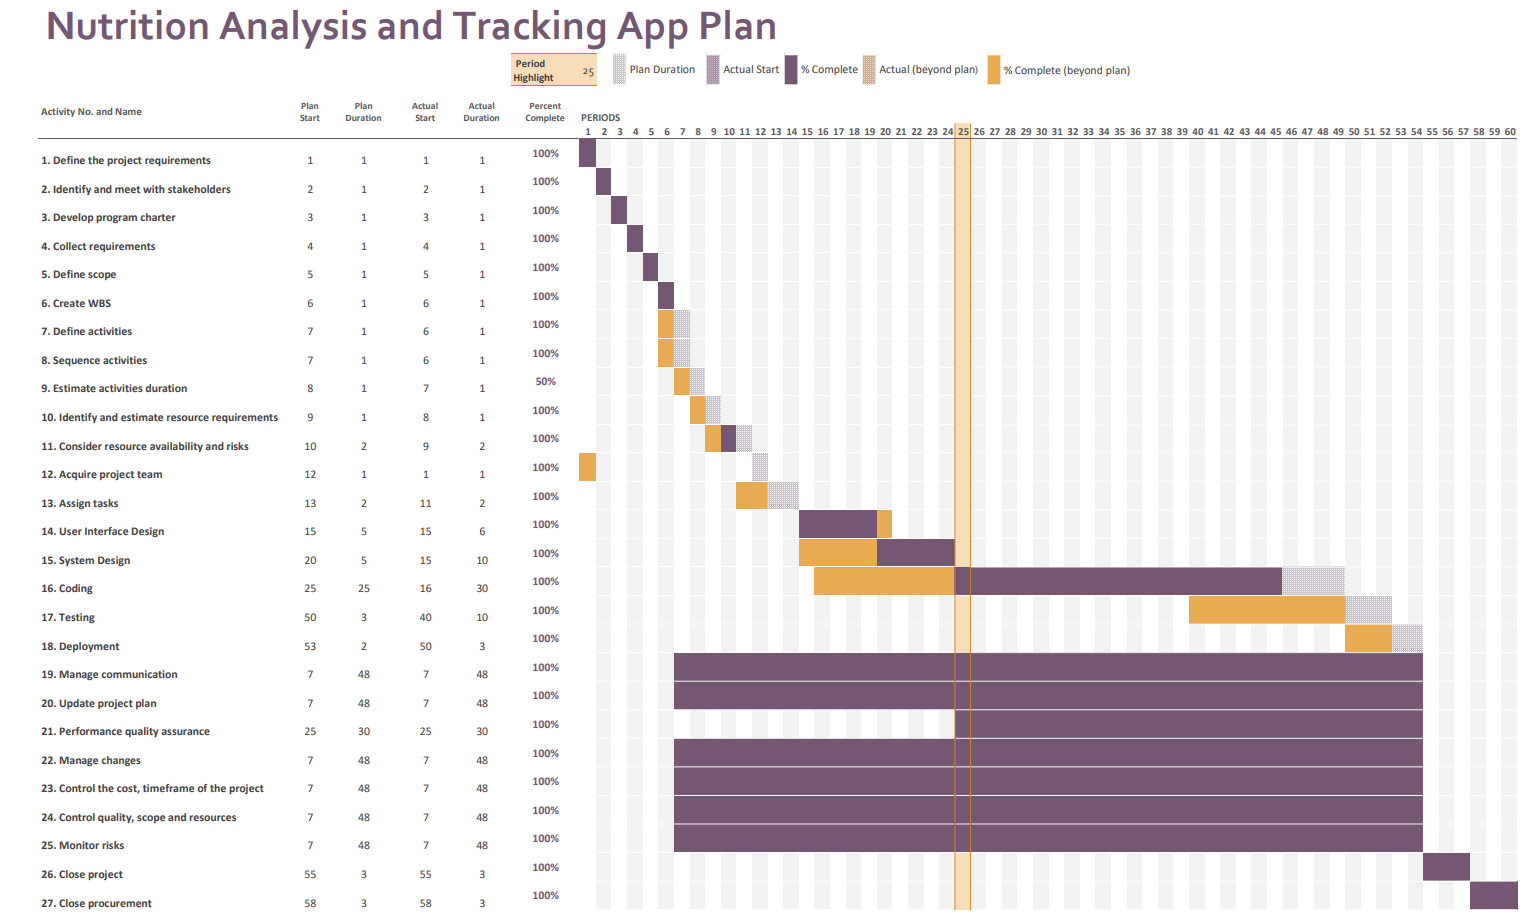 Nutrition Analysis and Tracking App Plan
Period Highlight 25 Plan Duration Actual Start % Complete Actual (beyond plan) % Complete (beyond plan)
Activity No. and Name Plan Start Plan Duration Actual Start Actual Duration Percent Complete PERIODS
1 2 3 4 5 6 7 8 9 10 11 12 13 14 15 16 17 18 19 20 21 22 23 24 25 26 27 28 29 30 31 32 33 34 35 36 37 38 39 40 41 42 43 44 45 46 47 48 49 50 51 52 53 54 55 56 57 58 59 60
1. Define the project requirements 1 1 1 1 100%
2. Identify and meet with stakeholders 2 1 2 1 100%
3. Develop program charter 3 1 3 1 100%
4. Collect requirements 4 1 4 1 100%
5. Define scope 5 1 5 1 100%
6. Create WBS 6 1 6 1 100%
7. Define activities 7 1 6 1 100%
8. Sequence activities 7 1 6 1 100%
9. Estimate activities duration 8 1 7 1 50%
10. Identify and estimate resource requirements 9 1 8 1 100%
11. Consider resource availability and risks 10 2 9 2 100%
12. Acquire project team 12 1 1 1 100%
13. Assign tasks 13 2 11 2 100%
14. User Interface Design 15 5 15 6 100%
15. System Design 20 5 15 10 100%
16. Coding 25 25 16 30 100%
17. Testing 50 3 40 10 100%
18. Deployment 53 2 50 3 100%
19. Manage communication 7 48 7 48 100%
20. Update project plan 7 48 7 48 100%
21. Performance quality assurance 25 30 25 30 100%
22. Manage changes 7 48 7 48 100%
23. Control the cost, timeframe of the project 7 48 7 48 100%
24. Control quality, scope and resources 7 48 7 48 100%
25. Monitor risks 7 48 7 48 100%
26. Close project 55 3 55 3 100%
27. Close procurement 58 3 58 3 100%